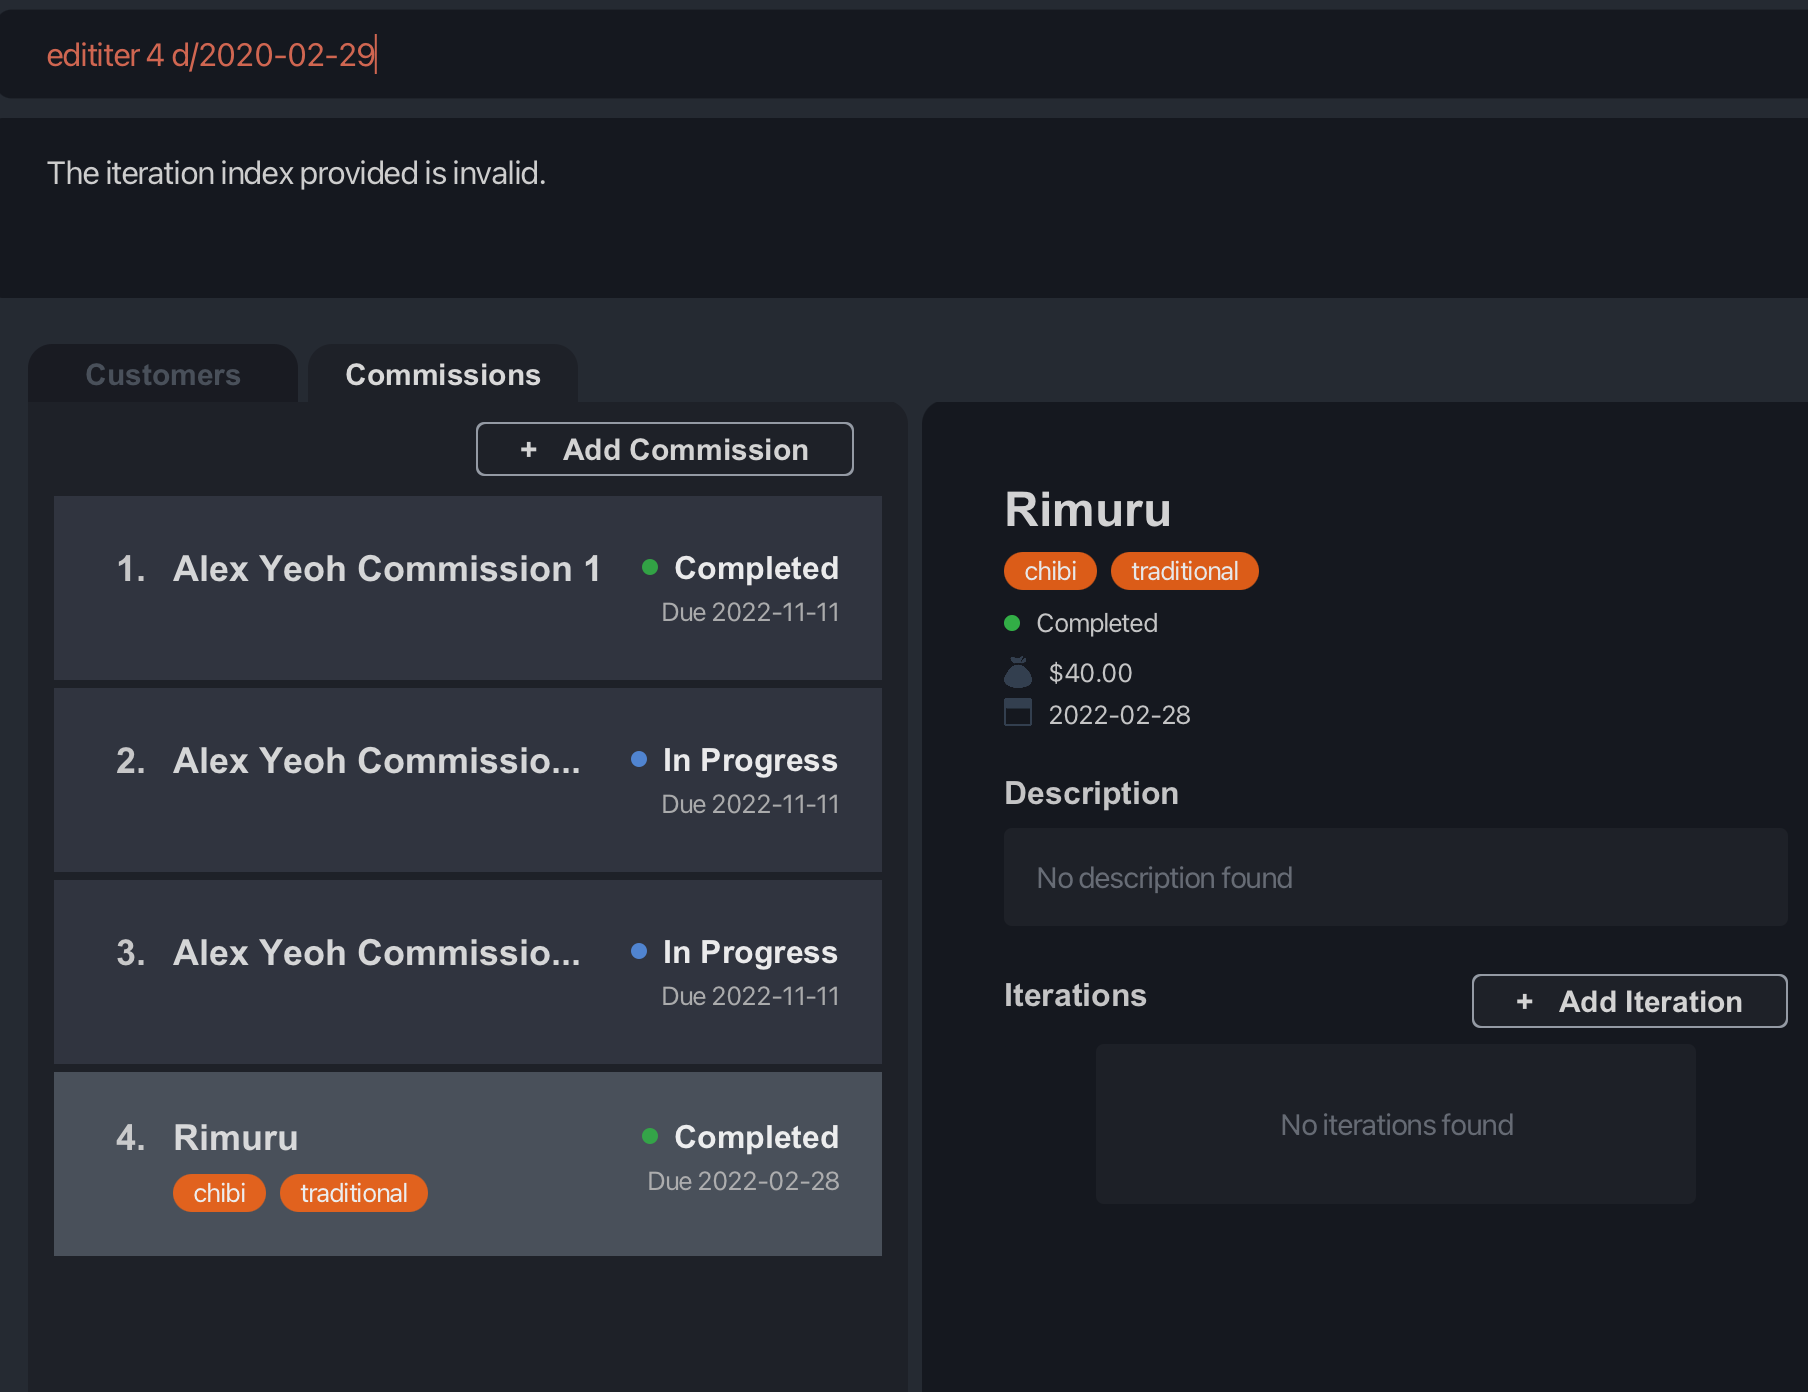 edititer 4 d/2020-02-29
The iteration index provided is invalid.
Customers
Commissions
+ Add Commission
1. Alex Yeoh Commission 1
Completed
Due 2022-11-11
2. Alex Yeoh Commissio...
In Progress
Due 2022-11-11
3. Alex Yeoh Commissio...
In Progress
Due 2022-11-11
4. Rimuru
Completed
chibi traditional
Due 2022-02-28
Rimuru
chibi traditional
Completed
$40.00
2022-02-28
Description
No description found
Iterations
+ Add Iteration
No iterations found